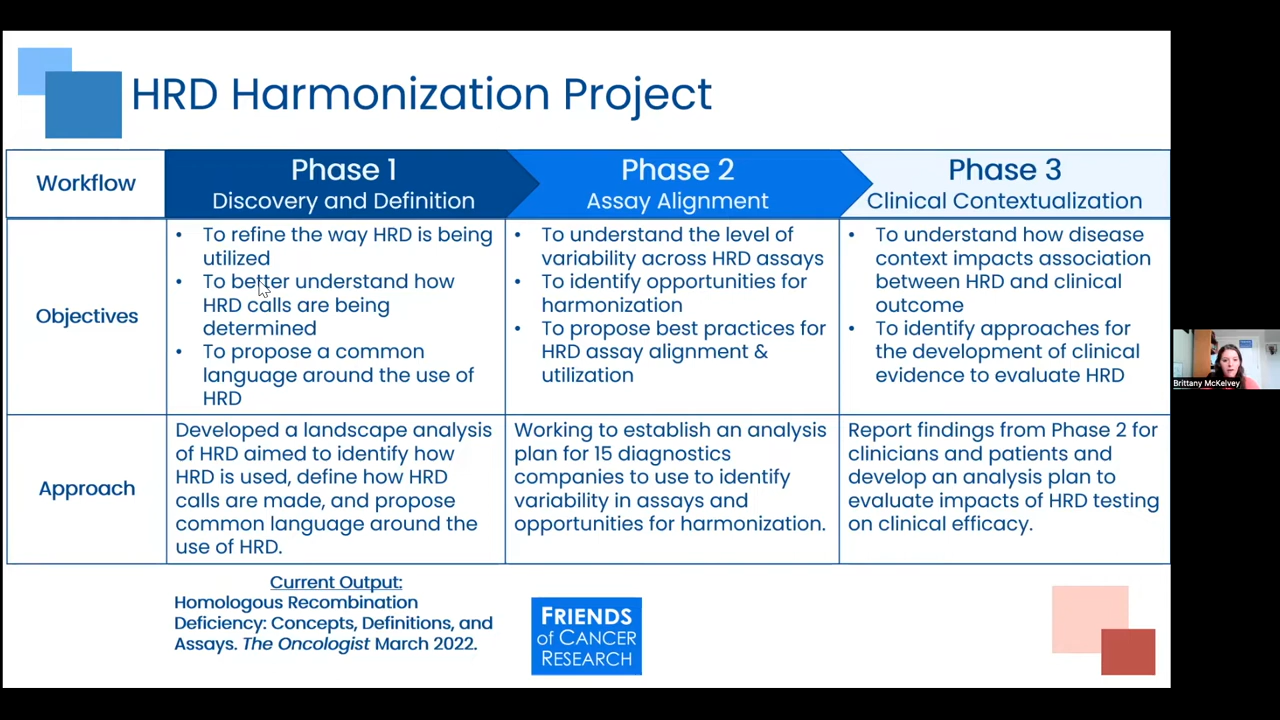 HRD Harmonization Project
Workflow
Phase 1
Discovery and Definition
Phase 2
Assay Alignment
Phase 3
Clinical Contextualization
Objectives
• To refine the way HRD is being
utilized
• To better understand how
HRD calls are being
determined
• To propose a common
language around the use of
HRD
• To understand the level of
variability across HRD assays
• To identify opportunities for
harmonization
• To propose best practices for
HRD assay alignment &
utilization
• To understand how disease
context impacts association
between HRD and clinical
outcome
• To identify approaches for
the development of clinical
evidence to evaluate HRD
Approach
Developed a landscape analysis
of HRD aimed to identify how
HRD is used, define how HRD
calls are made, and propose
common language around the
use of HRD.
Working to establish an analysis
plan for 15 diagnostics
companies to use to identify
variability in assays and
opportunities for harmonization.
Report findings from Phase 2 for
clinicians and patients and
develop an analysis plan to
evaluate impacts of HRD testing
on clinical efficacy.
Current Output:
Homologous Recombination
Deficiency: Concepts, Definitions, and
Assays. The Oncologist March 2022.
FRIENDS
of CANCER
RESEARCH
Brittany McKelvey